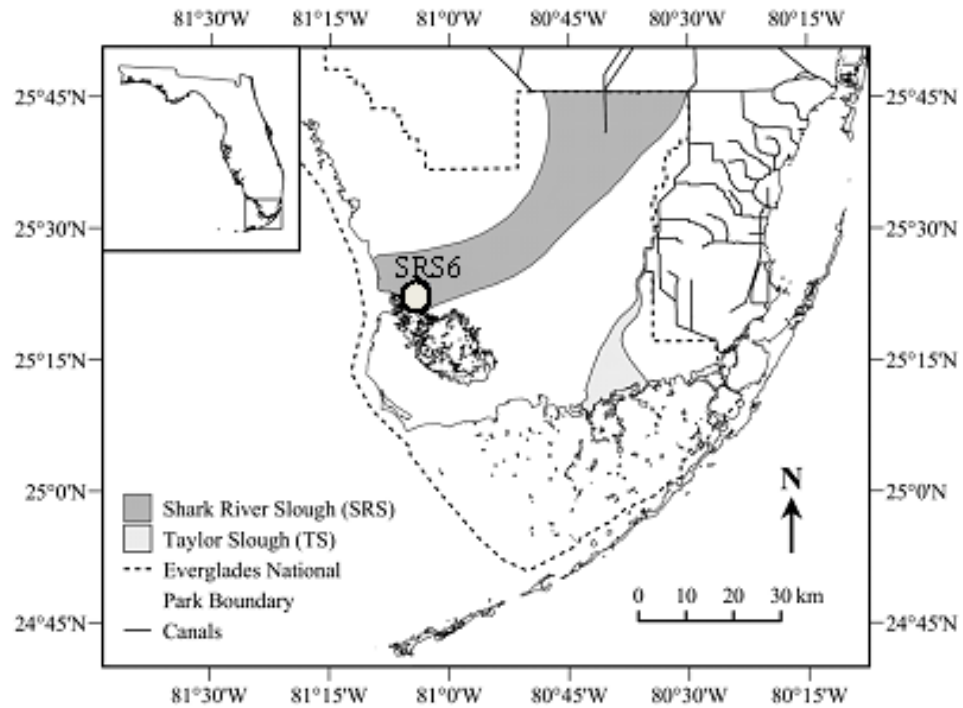 81°30'W 81°15'W 81°0'W 80°45'W 80°30'W 80°15'W
25°45'N 25°45'N
25°30'N 25°30'N
SRS6
25°15'N 25°15'N
N
25°0'N 25°0'N
Shark River Slough (SRS)
Taylor Slough (TS)
Everglades National
Park Boundary
Canals
0 10 20 30 km
24°45'N 24°45'N
81°30'W 81°15'W 81°0'W 80°45'W 80°30'W 80°15'W